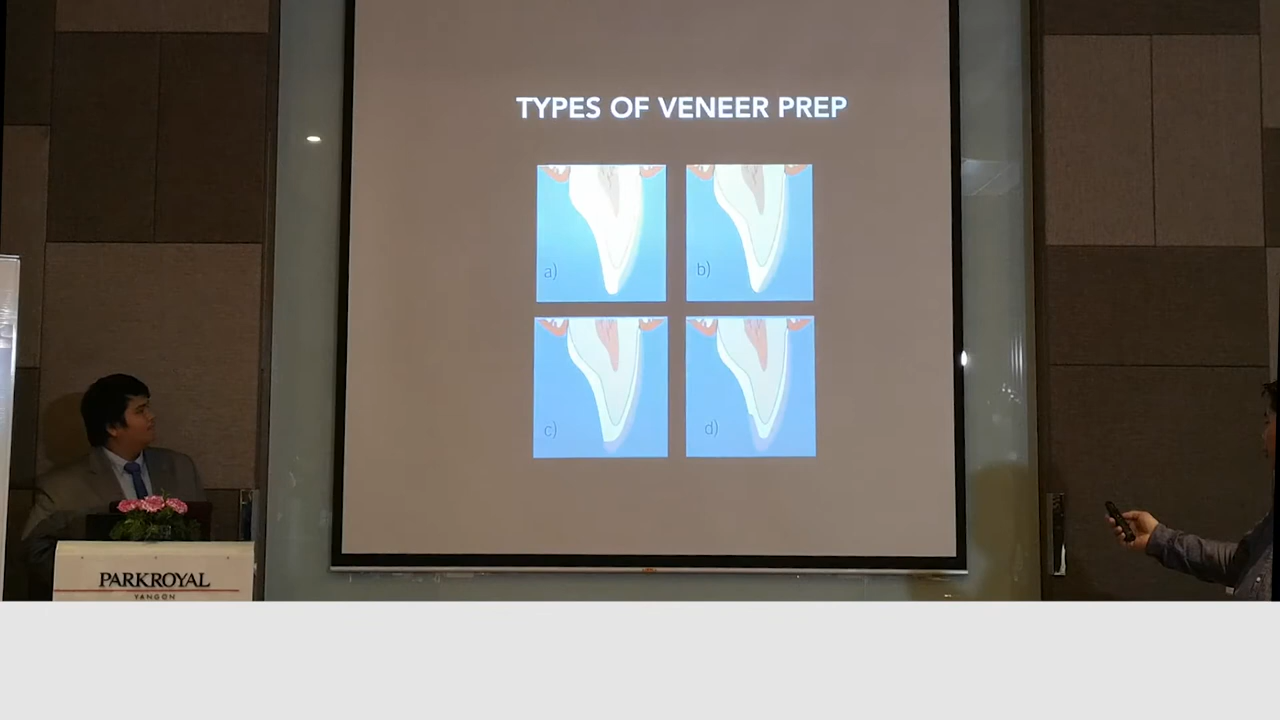 TYPES OF VENEER PREP
a)
b)
c)
d)
PARKROYAL
YANGON